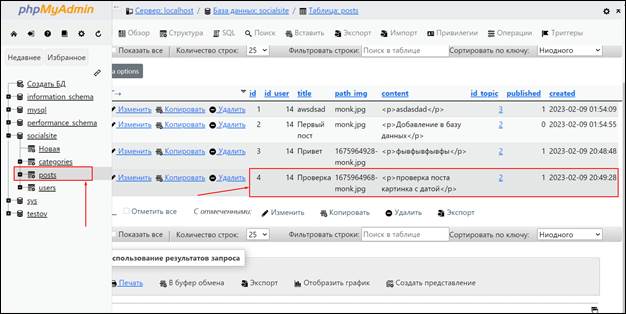 phpMyAdmin
Сервер: localhost » База данных: socialsite » Таблица: posts
Недавнее Избранное
Обзор Структура SQL Поиск Вставить Экспорт Импорт Привилегии Операции Триггеры
Показать все Количество строк: 25 Фильтровать строки: Поиск в таблице Сортировать по ключу: Ниодного
options
Создать БД
information_schema
mysql
performance_schema
socialsite
Новая
categories
posts
users
sys
testov
id id_user title path_img content id_topic published created
Изменить Копировать Удалить 1 14 awsdsad monk.jpg <p>asdasdad</p> 3 1 2023-02-09 01:54:09
Изменить Копировать Удалить 2 14 Первый пост monk.jpg <p>Добавление в базу данных</p> 2 0 2023-02-09 01:54:55
Изменить Копировать Удалить 3 14 Привет 1675964928-monk.jpg <p>фывфывфывфы</p> 3 1 2023-02-09 20:48:48
Изменить Копировать Удалить 4 14 Проверка 1675964968-monk.jpg <p>проверка поста картинка с датой</p> 2 1 2023-02-09 20:49:28
Отметить все С отмеченными: Изменить Копировать Удалить Экспорт
Показать все Количество строк: 25 Фильтровать строки: Поиск в таблице Сортировать по ключу: Ниодного
спользование результатов запроса
Печать В буфер обмена Экспорт Отобразить график Создать представление